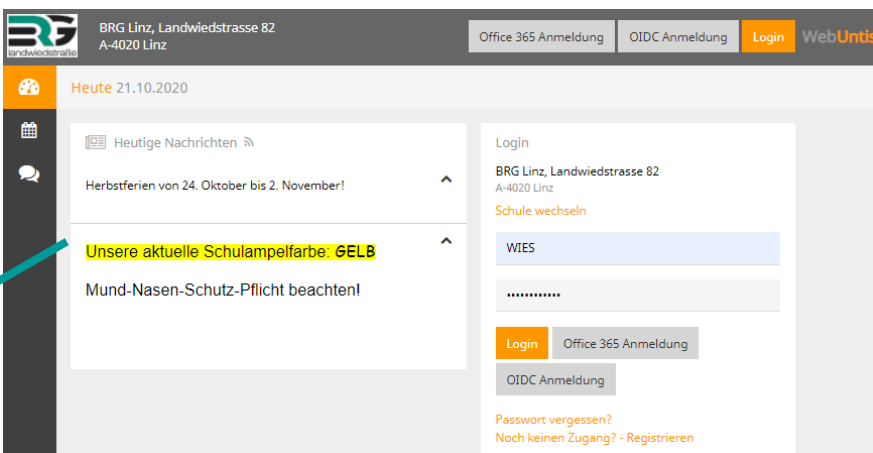 landwiedstraße
BRG Linz, Landwiedstrasse 82
A-4020 Linz
Office 365 Anmeldung
OIDC Anmeldung
Login
WebUntis
Heute 21.10.2020
Heutige Nachrichten
Herbstferien von 24. Oktober bis 2. November!
Unsere aktuelle Schulampelfarbe: GELB
Mund-Nasen-Schutz-Pflicht beachten!
Login
BRG Linz, Landwiedstrasse 82
A-4020 Linz
Schule wechseln
WIES
••••••••••••
Login
Office 365 Anmeldung
OIDC Anmeldung
Passwort vergessen?
Noch keinen Zugang? - Registrieren